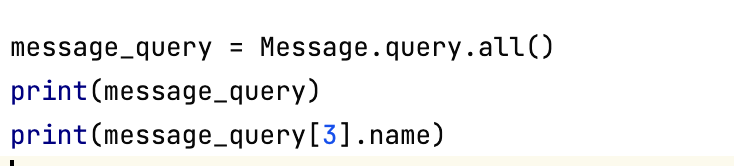 message_query = Message.query.all()
print(message_query)
print(message_query[3].name)